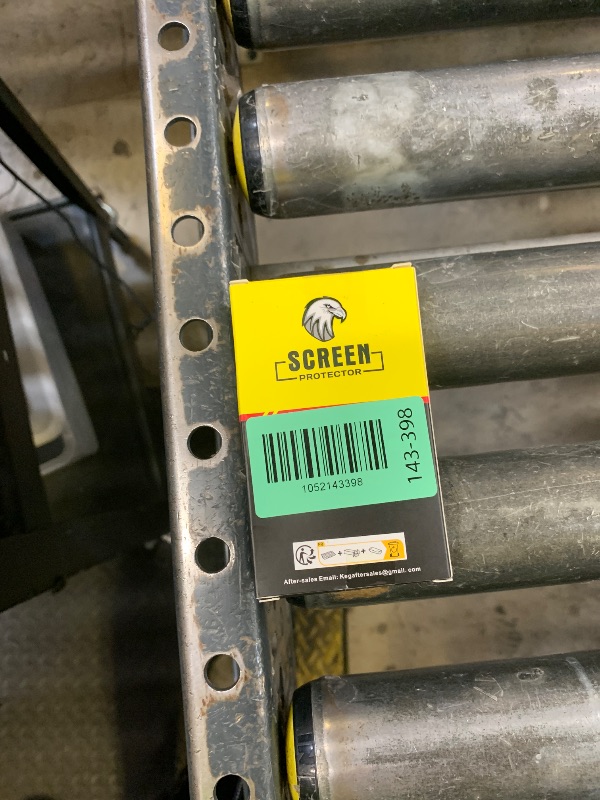 SCREEN
PROTECTOR
1052143398
143-398
After-sales Email: Kegaftersales@gmail.com